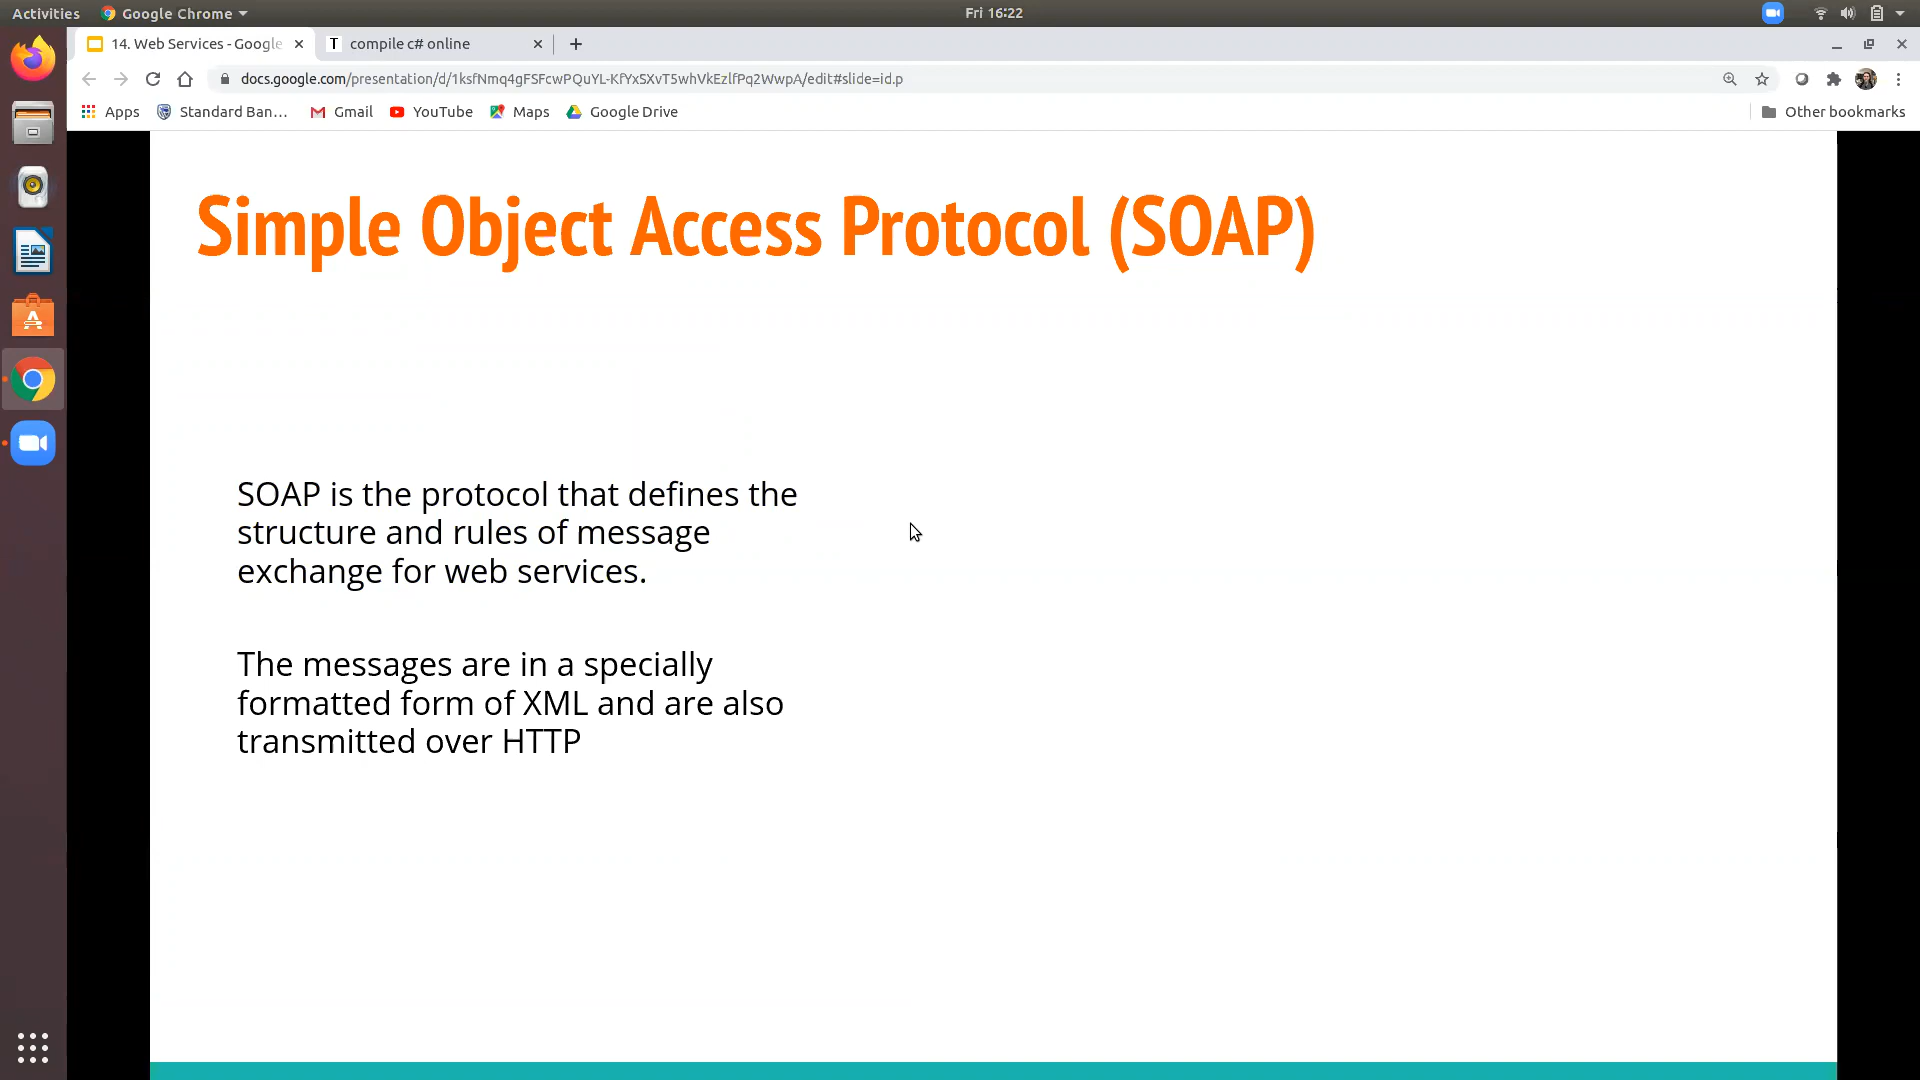 Activities Google Chrome Fri 16:22
14. Web Services - Google compile c# online
docs.google.com/presentation/d/1ksfNmq4gFSFcwPQuYL-KfYxSXvT5whVkEzlfPq2WwpA/edit#slide=id.p
Apps Standard Ban... Gmail YouTube Maps Google Drive Other bookmarks
Simple Object Access Protocol (SOAP)
SOAP is the protocol that defines the
structure and rules of message
exchange for web services.
The messages are in a specially
formatted form of XML and are also
transmitted over HTTP